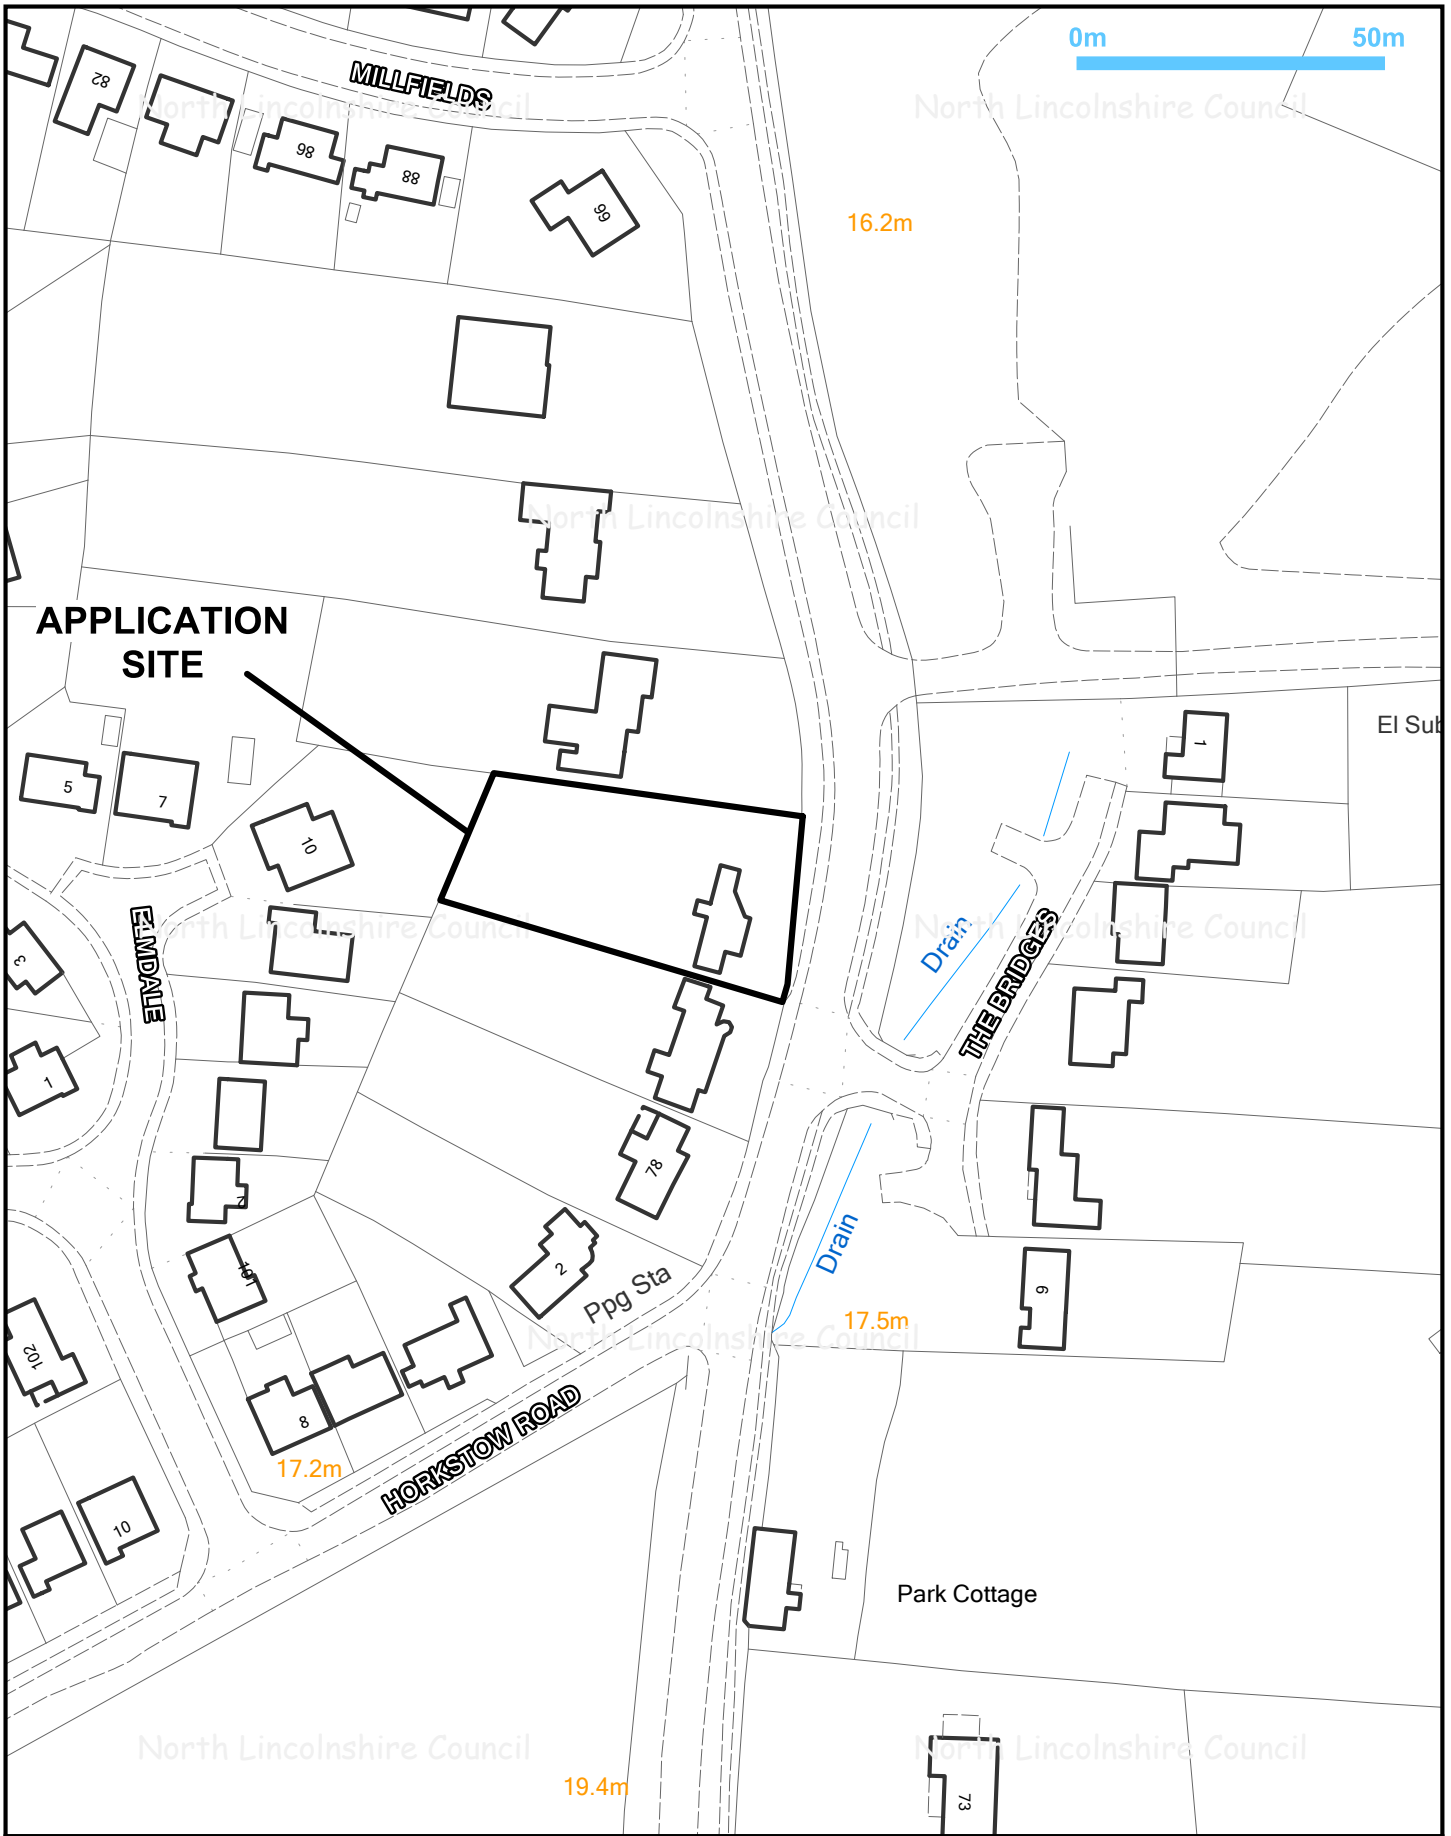 0m 50m
MILLFIELDS
82
North Lincolnshire Council
North Lincolnshire Council
86
88
99
16.2m
North Lincolnshire Council
APPLICATION
SITE
El Sub
1
5
7
10
North Lincolnshire Council
North Lincolnshire Council
ELMDALE
Drain
THE BRIDGES
3
1
78
2
Drain
101
2
Ppg Sta
6
17.5m
North Lincolnshire Council
102
8
HORKSTOW ROAD
17.2m
10
Park Cottage
North Lincolnshire Council
North Lincolnshire Council
19.4m
73